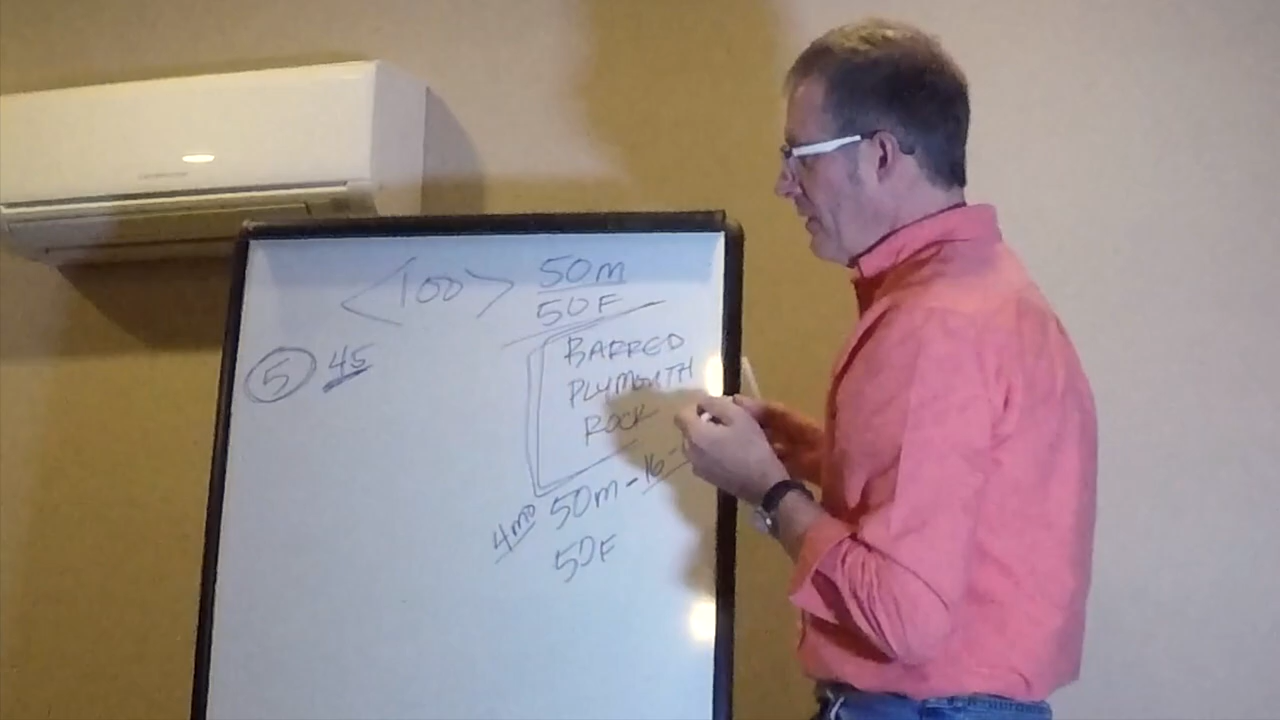 <100> 50m
50F
5 45
BARRED
PLYMOUTH
ROCK
50m - 16 -
4mo
50F